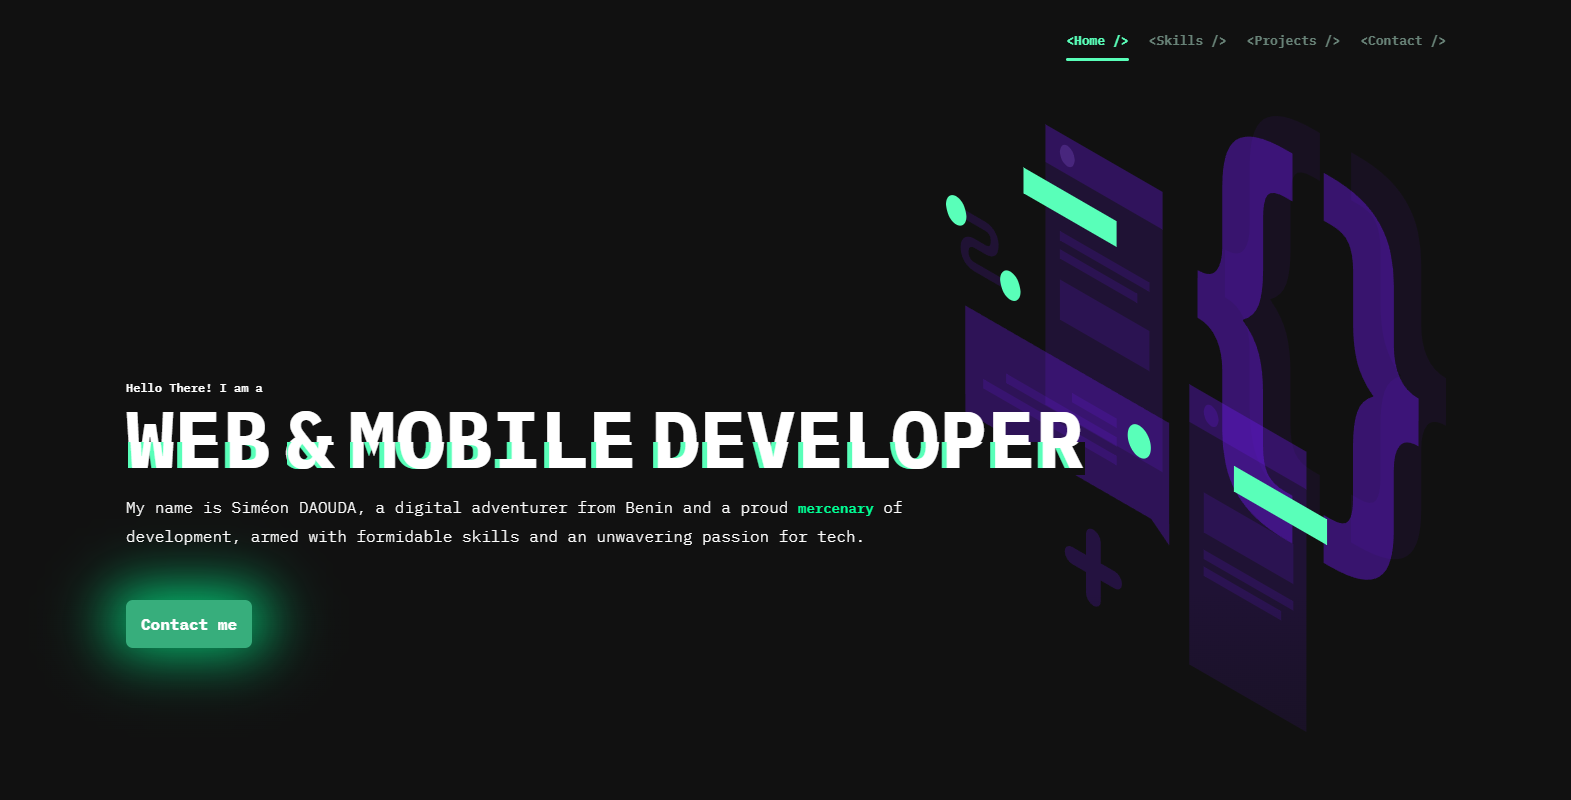 <Home /> <Skills /> <Projects /> <Contact />
Hello There! I am a
WEB & MOBILE DEVELOPER
My name is Siméon DAOUDA, a digital adventurer from Benin and a proud mercenary of
development, armed with formidable skills and an unwavering passion for tech.
Contact me